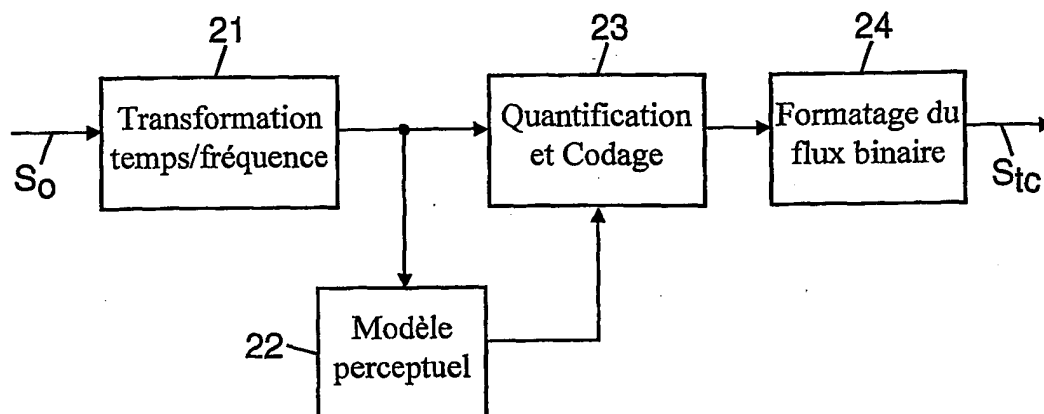 21
23
24
Transformation
temps/fréquence
Quantification
et Codage
Formatage du
flux binaire
So
Stc
22
Modèle
perceptuel